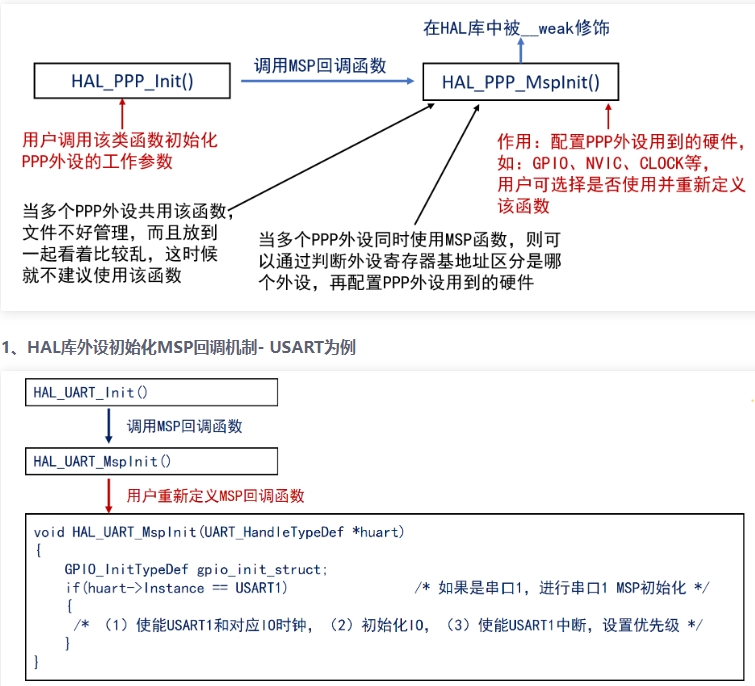 在HAL库中被__weak修饰
HAL_PPP_Init()
调用MSP回调函数
HAL_PPP_MspInit()
用户调用该类函数初始化
PPP外设的工作参数
作用：配置PPP外设用到的硬件，
如：GPIO、NVIC、CLOCK等，
用户可选择是否使用并重新定义
该函数
当多个PPP外设共用该函数，
文件不好管理，而且放到
一起看着比较乱，这时候
就不建议使用该函数
当多个PPP外设同时使用MSP函数，则可
以通过判断外设寄存器基地址区分是哪
个外设，再配置PPP外设用到的硬件
1、HAL库外设初始化MSP回调机制- USART为例
HAL_UART_Init()
调用MSP回调函数
HAL_UART_MspInit()
用户重新定义MSP回调函数
void HAL_UART_MspInit(UART_HandleTypeDef *huart)
{
GPIO_InitTypeDef gpio_init_struct;
if(huart->Instance == USART1) /* 如果是串口1，进行串口1 MSP初始化 */
{
/* （1）使能USART1和对应IO时钟，（2）初始化IO，（3）使能USART1中断，设置优先级 */
}
}